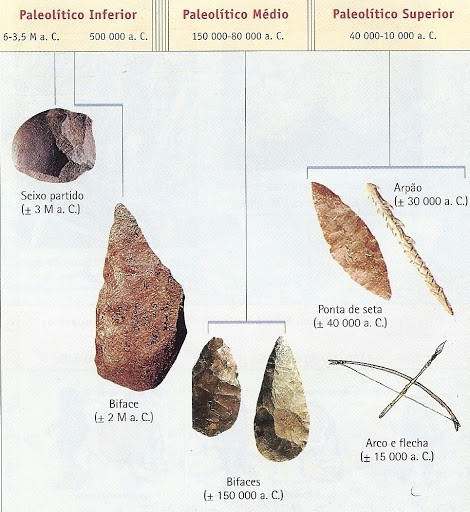 Paleolítico Inferior
6-3,5 M a. C.
500 000 a. C.
Paleolítico Médio
150 000-80 000 a. C.
Paleolítico Superior
40 000-10 000 a. C.
Seixo partido
(± 3 M a. C.)
Biface
(± 2 M a. C.)
Bifaces
(± 150 000 a. C.)
Arpão
(± 30 000 a. C.)
Ponta de seta
(± 40 000 a. C.)
Arco e flecha
(± 15 000 a. C.)